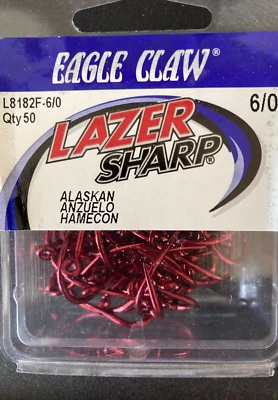 EAGLE CLAW®
L8182F-6/0
Qty 50
6/0
LAZER
SHARP®
ALASKAN
ANZUELO
HAMECON